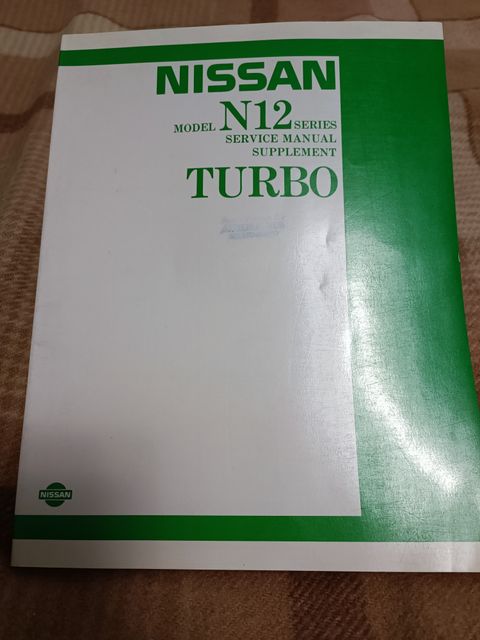 NISSAN
MODEL N12 SERIES
SERVICE MANUAL
SUPPLEMENT
TURBO
NISSAN